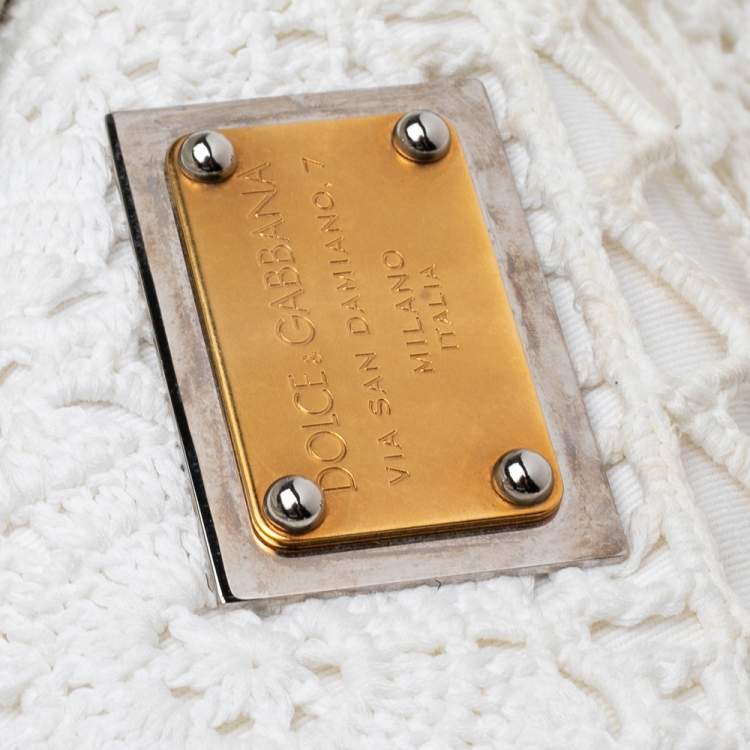 DOLCE & GABBANA
VIA SAN DAMIANO, 7
MILANO
ITALIA